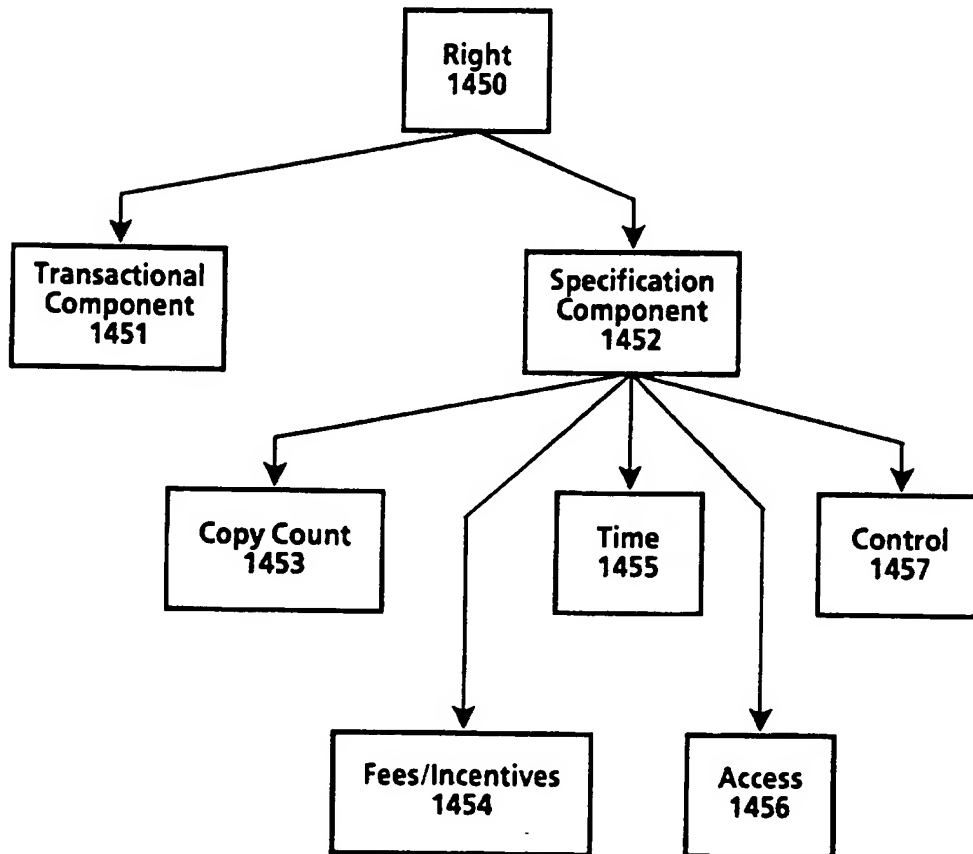 Right
1450
Transactional
Component
1451
Specification
Component
1452
Copy Count
1453
Time
1455
Control
1457
Fees/Incentives
1454
Access
1456